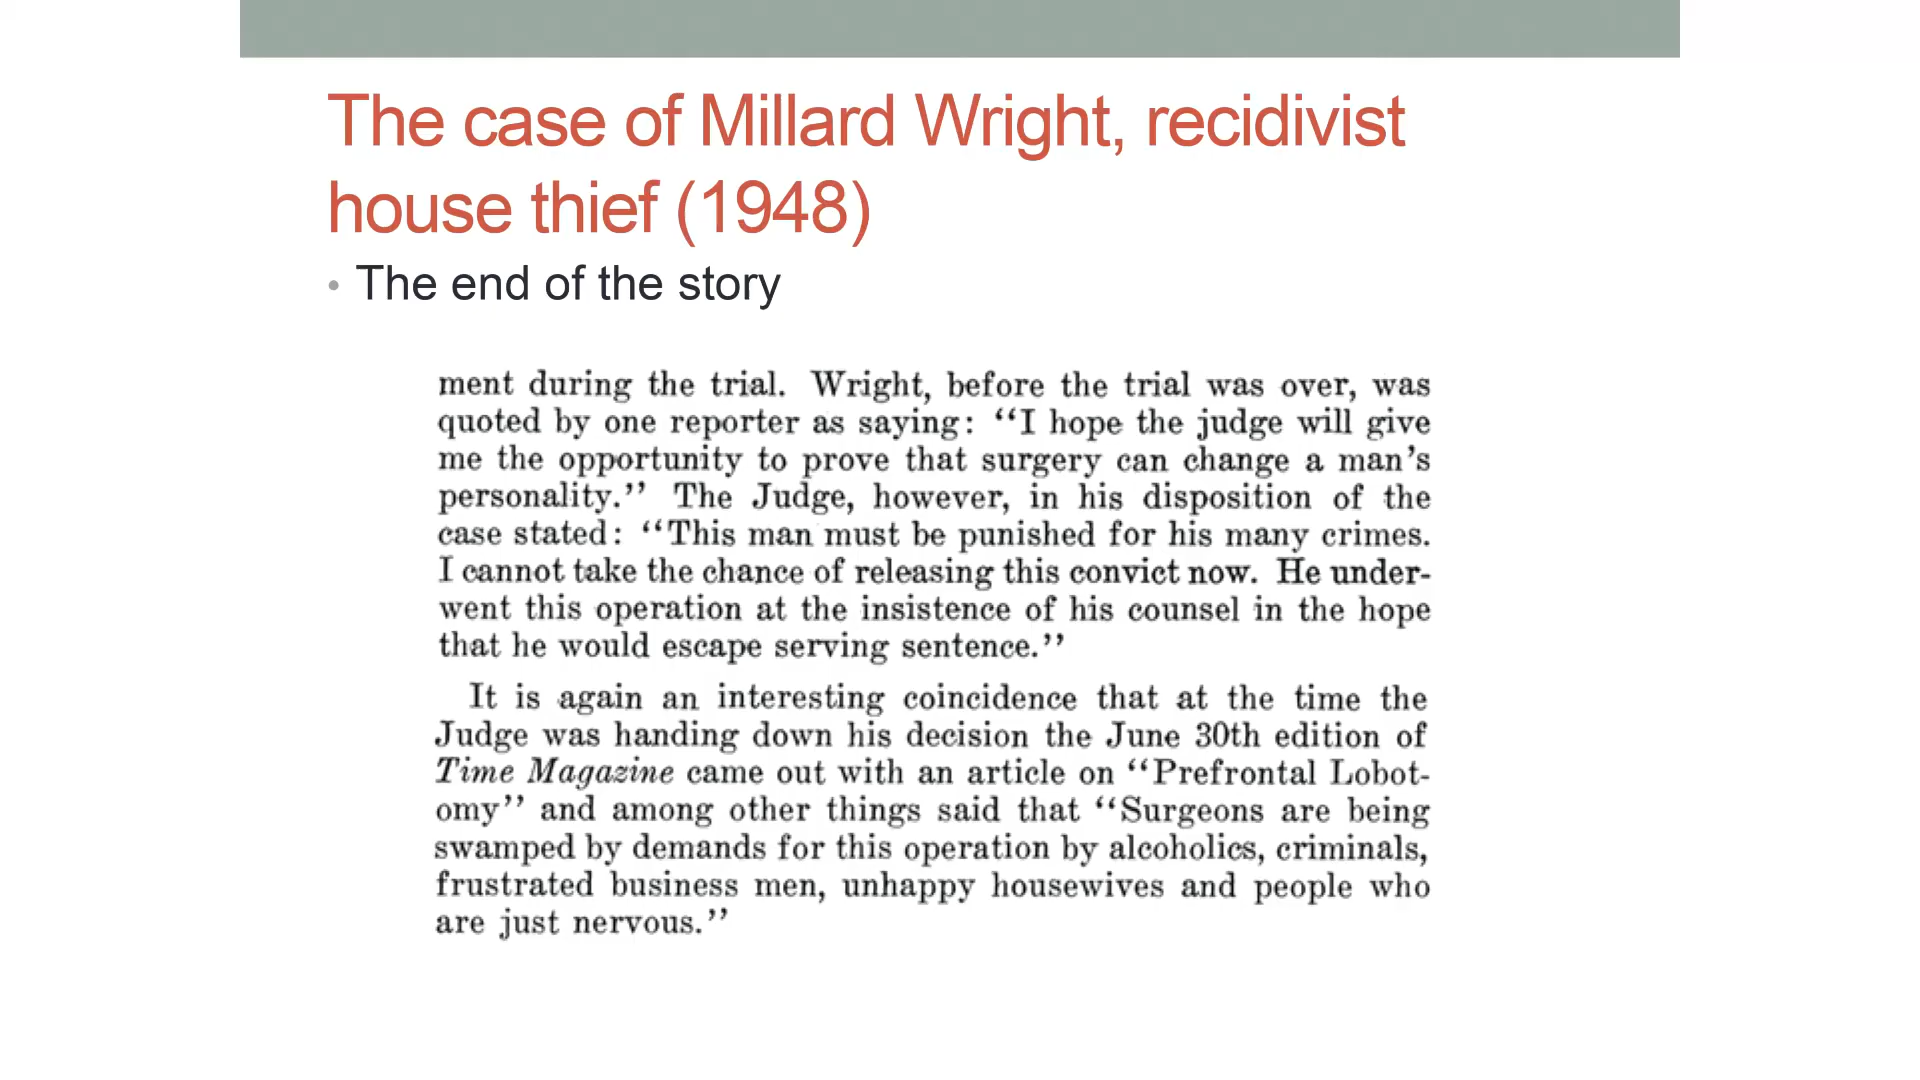 The case of Millard Wright, recidivist
house thief (1948)
• The end of the story
ment during the trial. Wright, before the trial was over, was
quoted by one reporter as saying: “I hope the judge will give
me the opportunity to prove that surgery can change a man’s
personality.” The Judge, however, in his disposition of the
case stated: “This man must be punished for his many crimes.
I cannot take the chance of releasing this convict now. He under-
went this operation at the insistence of his counsel in the hope
that he would escape serving sentence.”
It is again an interesting coincidence that at the time the
Judge was handing down his decision the June 30th edition of
Time Magazine came out with an article on “Prefrontal Lobot-
omy” and among other things said that “Surgeons are being
swamped by demands for this operation by alcoholics, criminals,
frustrated business men, unhappy housewives and people who
are just nervous.”